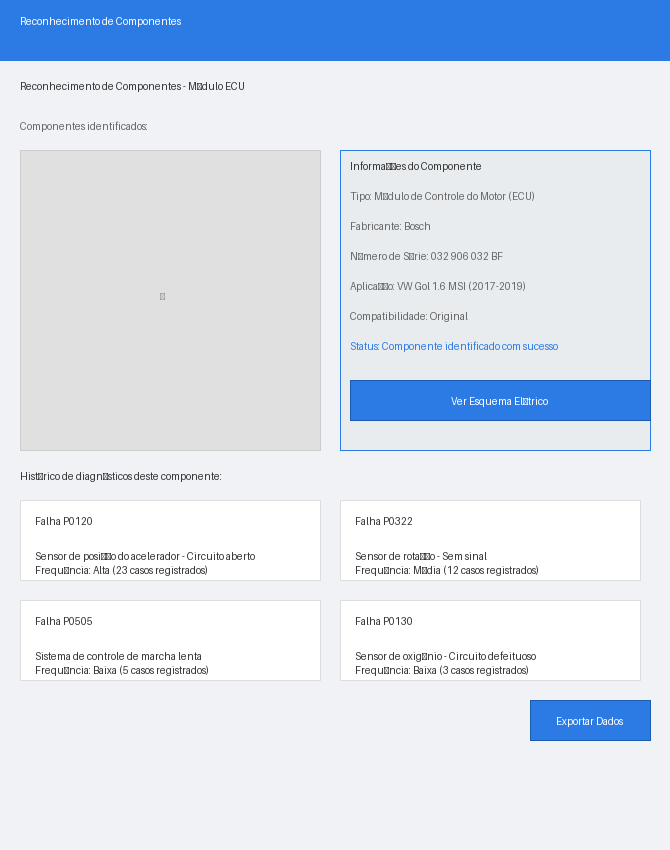 Reconhecimento de Componentes
Reconhecimento de Componentes - M□dulo ECU
Componentes identificados:
□
Informa□□es do Componente
Tipo: M□dulo de Controle do Motor (ECU)
Fabricante: Bosch
N□mero de S□rie: 032 906 032 BF
Aplica□□o: VW Gol 1.6 MSI (2017-2019)
Compatibilidade: Original
Status: Componente identificado com sucesso
Ver Esquema El□trico
Hist□rico de diagn□sticos deste componente:
Falha P0120
Sensor de posi□□o do acelerador - Circuito aberto
Frequ□ncia: Alta (23 casos registrados)
Falha P0322
Sensor de rota□□o - Sem sinal
Frequ□ncia: M□dia (12 casos registrados)
Falha P0505
Sistema de controle de marcha lenta
Frequ□ncia: Baixa (5 casos registrados)
Falha P0130
Sensor de oxig□nio - Circuito defeituoso
Frequ□ncia: Baixa (3 casos registrados)
Exportar Dados